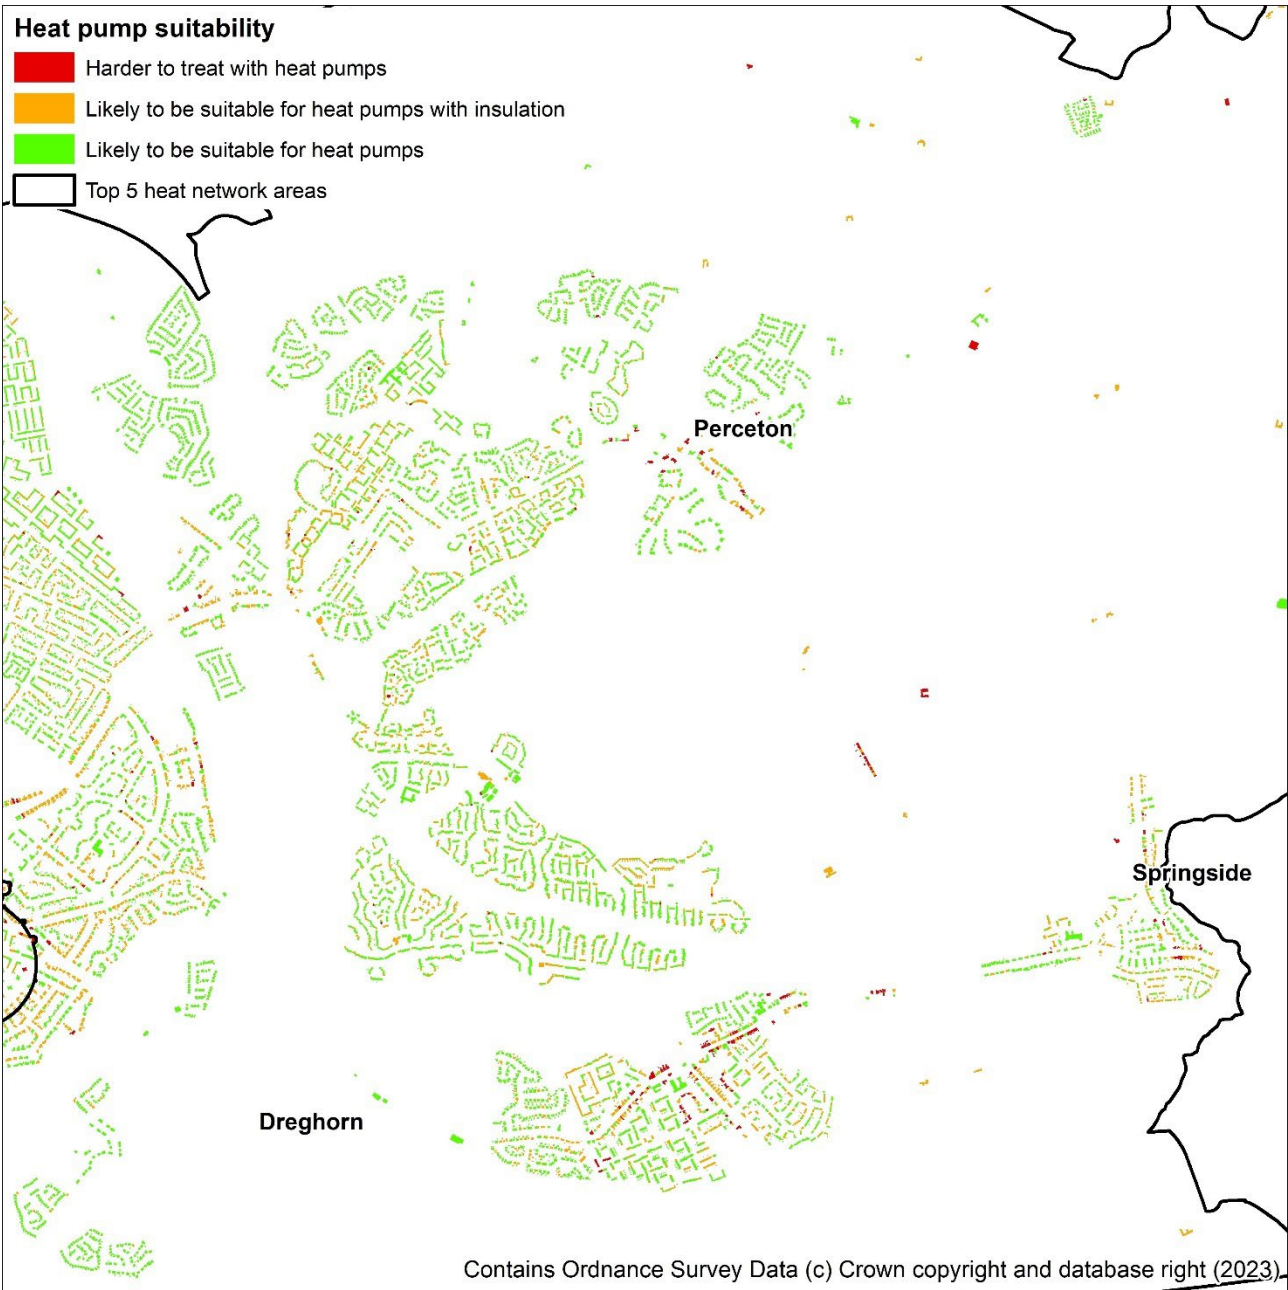 Heat pump suitability
Harder to treat with heat pumps
Likely to be suitable for heat pumps with insulation
Likely to be suitable for heat pumps
Top 5 heat network areas
Perceton
Springside
Dreghorn
Contains Ordnance Survey Data (c) Crown copyright and database right (2023)